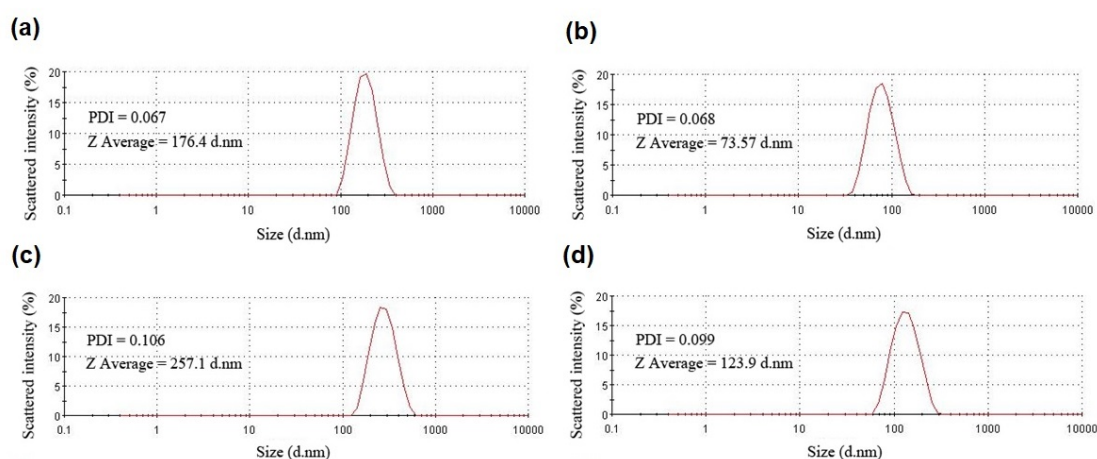 (a)
Scattered intensity (%)
20
15
10
5
0
PDI = 0.067
Z Average = 176.4 d.nm
0.1 1 10 100 1000 10000
Size (d.nm)
(b)
Scattered intensity (%)
20
15
10
5
0
PDI = 0.068
Z Average = 73.57 d.nm
0.1 1 10 100 1000 10000
Size (d.nm)
(c)
Scattered intensity (%)
20
15
10
5
0
PDI = 0.106
Z Average = 257.1 d.nm
0.1 1 10 100 1000 10000
Size (d.nm)
(d)
Scattered intensity (%)
20
15
10
5
0
PDI = 0.099
Z Average = 123.9 d.nm
0.1 1 10 100 1000 10000
Size (d.nm)